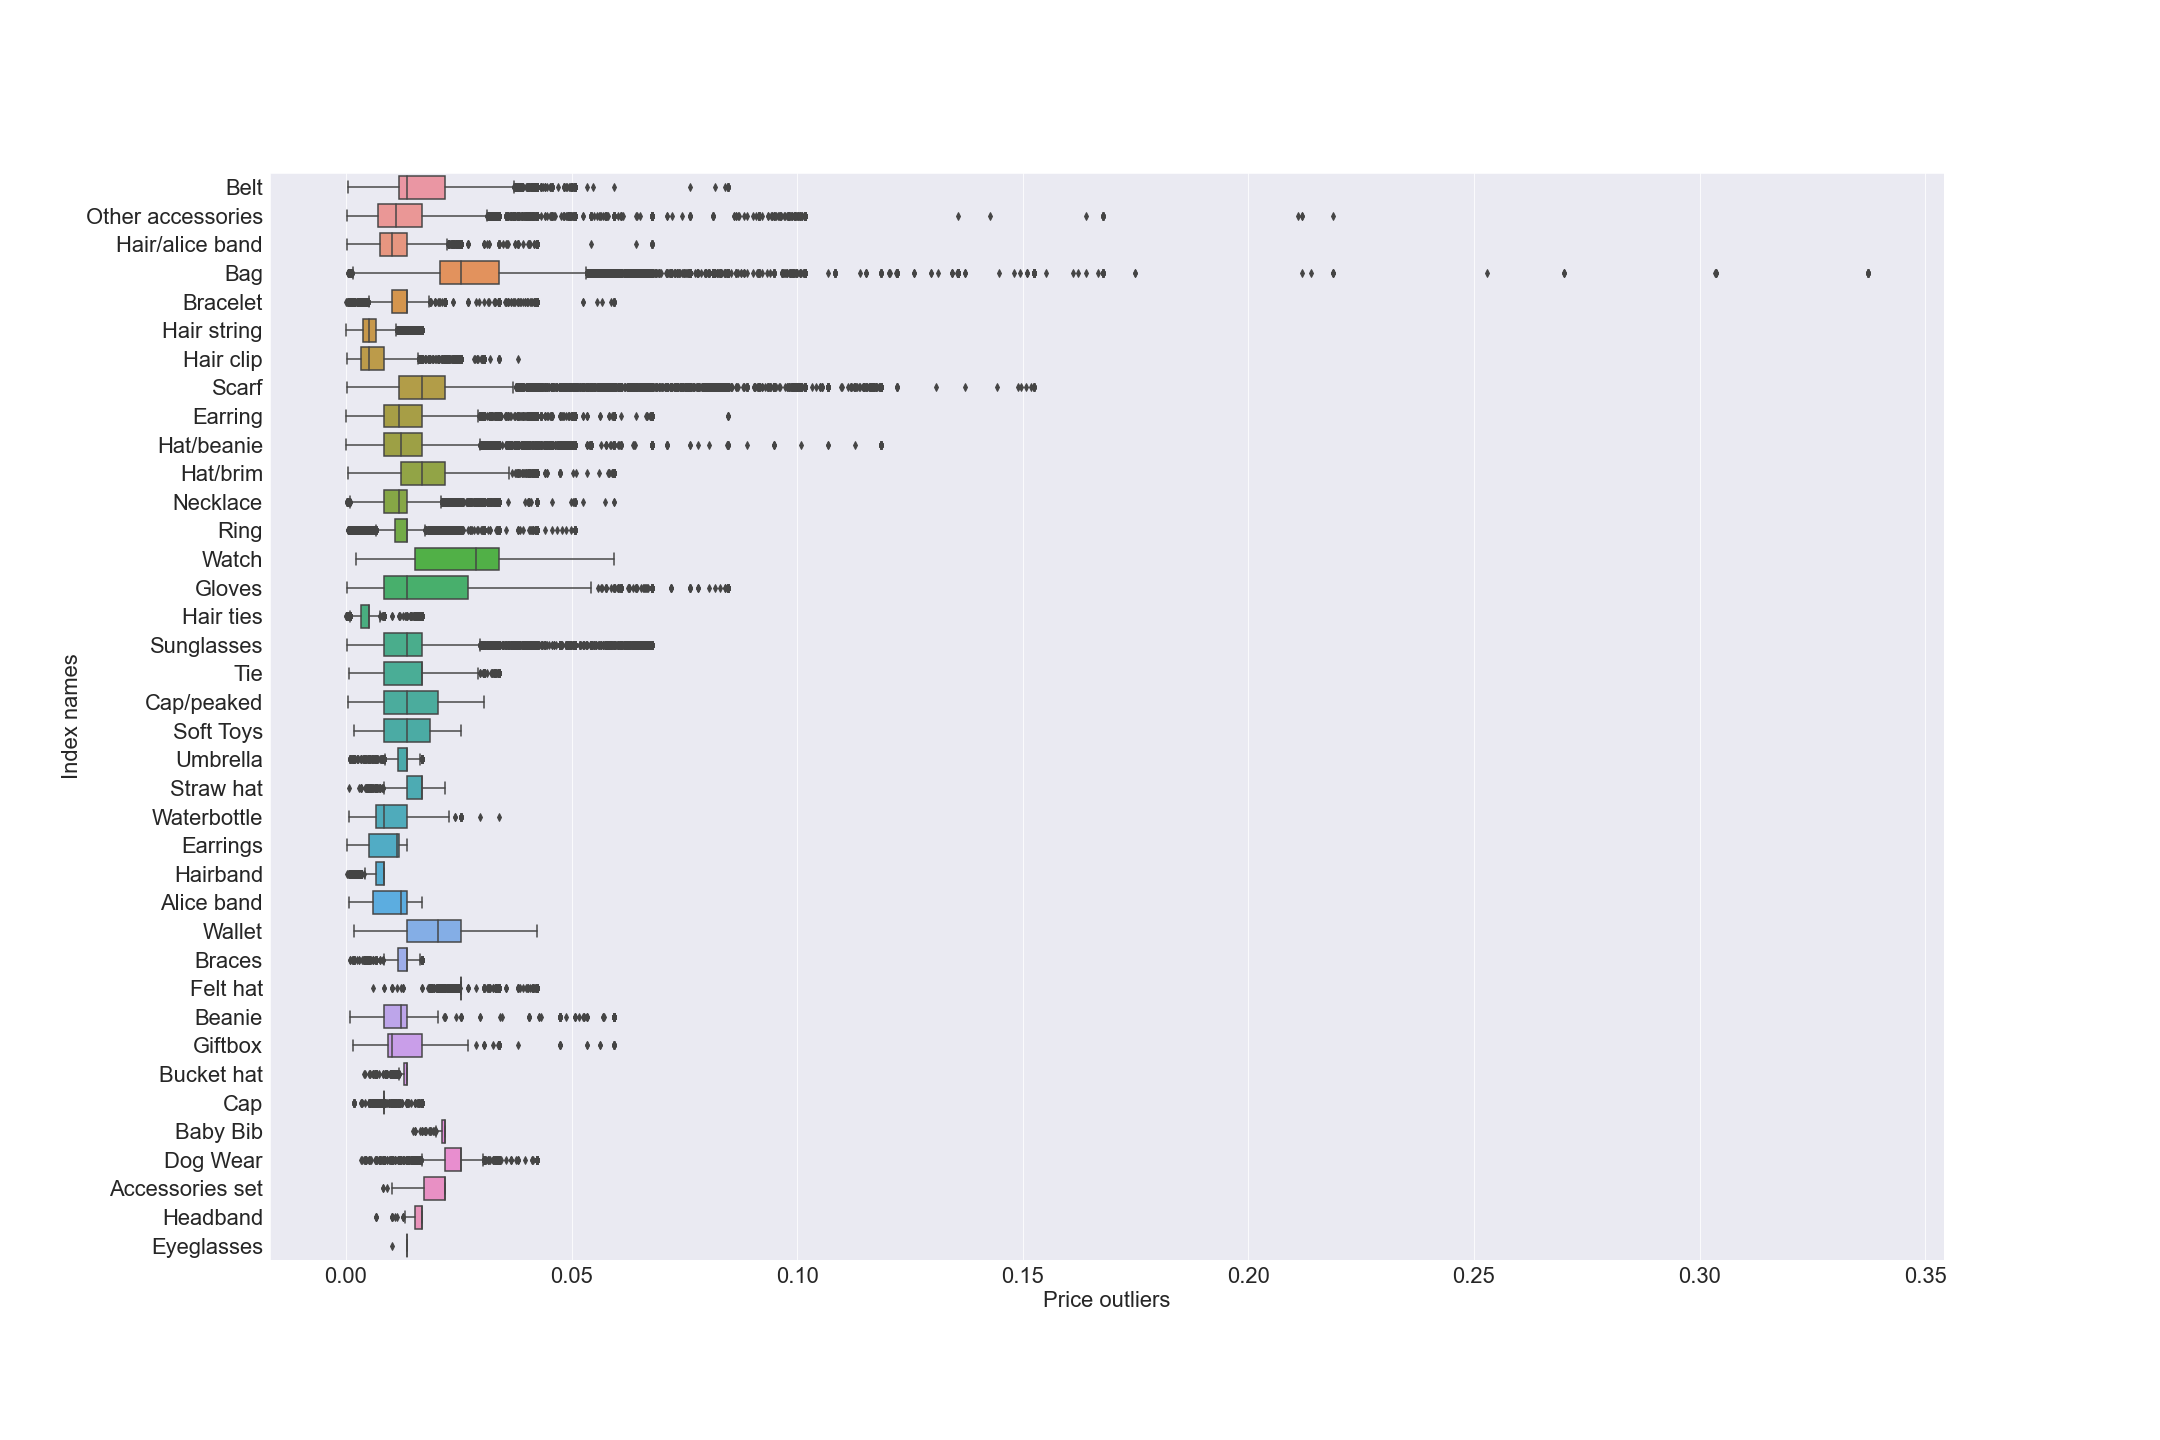 Belt
Other accessories
Hair/alice band
Bag
Bracelet
Hair string
Hair clip
Scarf
Earring
Hat/beanie
Hat/brim
Necklace
Ring
Watch
Gloves
Hair ties
Sunglasses
Tie
Cap/peaked
Soft Toys
Umbrella
Straw hat
Waterbottle
Earrings
Hairband
Alice band
Wallet
Braces
Felt hat
Beanie
Giftbox
Bucket hat
Cap
Baby Bib
Dog Wear
Accessories set
Headband
Eyeglasses
Index names
0.00 0.05 0.10 0.15 0.20 0.25 0.30 0.35
Price outliers